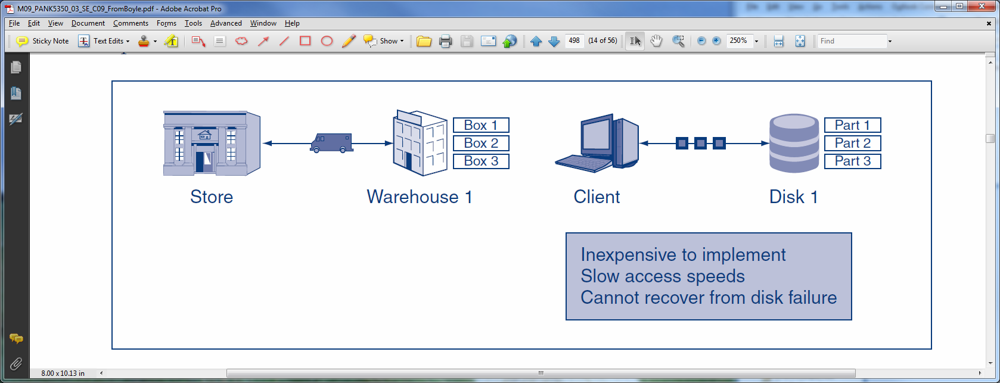 M09_PANK5350_03_SE_C09_FromBoyle.pdf - Adobe Acrobat Pro
File Edit View Document Comments Forms Tools Advanced Window Help
Sticky Note Text Edits Show 498 (14 of 56) 250% Find
Box 1
Box 2
Box 3
Part 1
Part 2
Part 3
Store Warehouse 1 Client Disk 1
Inexpensive to implement
Slow access speeds
Cannot recover from disk failure
8.00 x 10.13 in